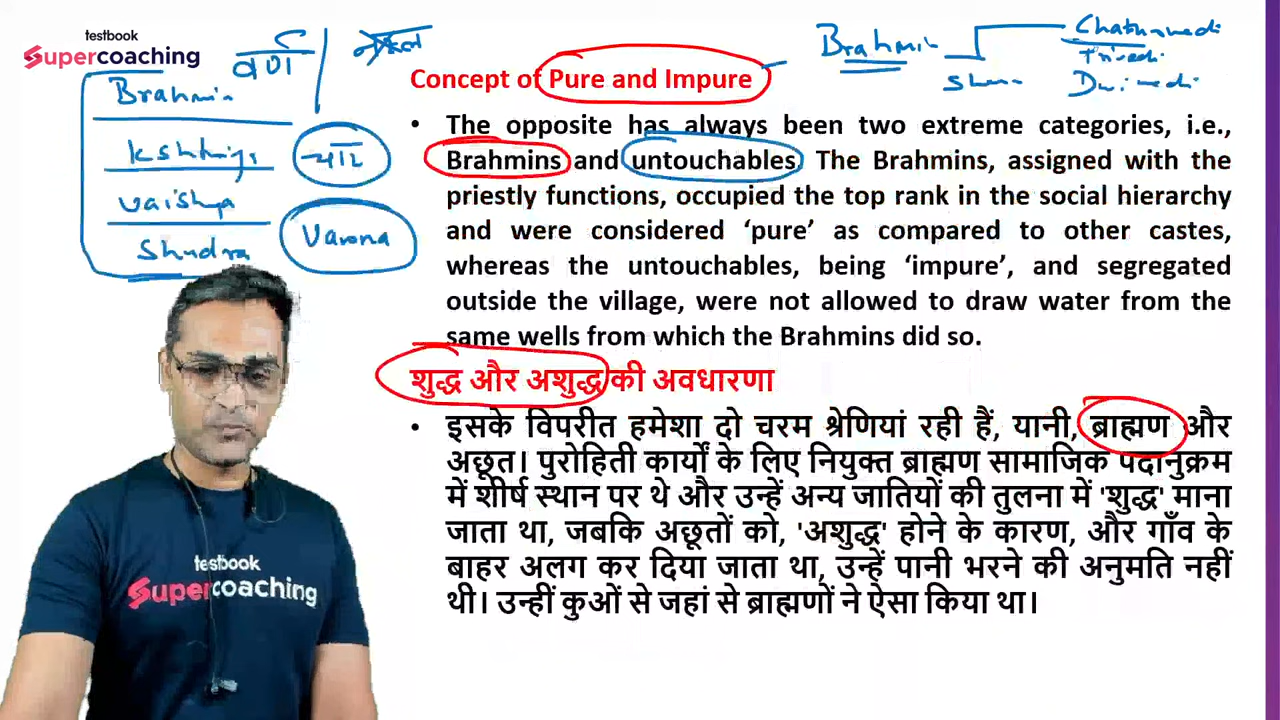 testbook
Supercoaching
वर्ण
Brahmin
kshtriya
चार
vaishya
Varna
Shudra
Brahmin
Chaturvedi
Trivedi
Dwivedi
Concept of Pure and Impure
• The opposite has always been two extreme categories, i.e.,
Brahmins and untouchables. The Brahmins, assigned with the
priestly functions, occupied the top rank in the social hierarchy
and were considered ‘pure’ as compared to other castes,
whereas the untouchables, being ‘impure’, and segregated
outside the village, were not allowed to draw water from the
same wells from which the Brahmins did so.
शुद्ध और अशुद्ध की अवधारणा
• इसके विपरीत हमेशा दो चरम श्रेणियां रही हैं, यानी, ब्राह्मण और
अछूत। पुरोहिती कार्यों के लिए नियुक्त ब्राह्मण सामाजिक पदानुक्रम
में शीर्ष स्थान पर थे और उन्हें अन्य जातियों की तुलना में 'शुद्ध' माना
जाता था, जबकि अछूतों को, 'अशुद्ध' होने के कारण, और गाँव के
बाहर अलग कर दिया जाता था, उन्हें पानी भरने की अनुमति नहीं
थी। उन्हीं कुओं से जहां से ब्राह्मणों ने ऐसा किया था।
testbook
Supercoaching